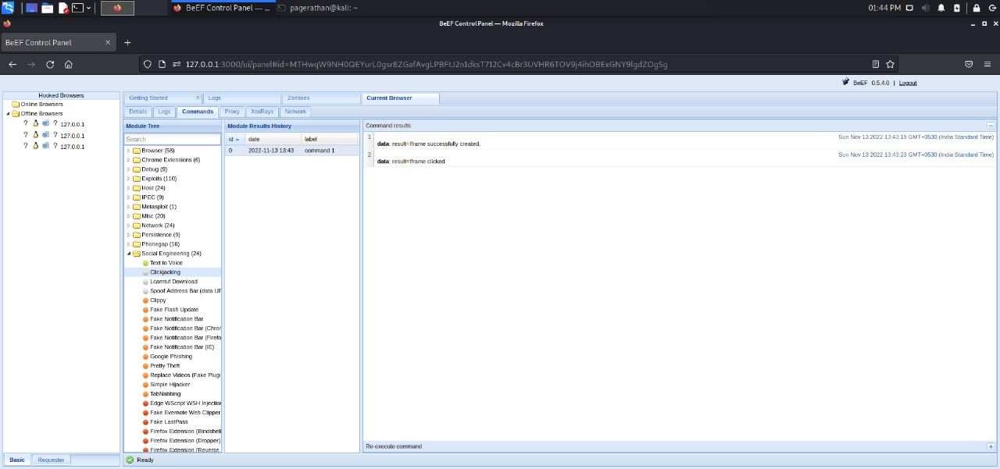 BeEF Control Panel — ...
pagerathan@kali: ~
01:44 PM
BeEF Control Panel — Mozilla Firefox
BeEF Control Panel
127.0.0.1:3000/ui/panel#id=MTHwqW9NH0QEYurL0gsr8ZGafAvgLPBFtJ2n1dksT712Cv4cBr3UVHR6TOV9j4ihOBExGNY9lgdZOgSg
BeEF 0.5.4.0 | Logout
Hooked Browsers
Online Browsers
Offline Browsers
? ? 127.0.0.1
? ? 127.0.0.1
? ? 127.0.0.1
Basic
Requester
Getting Started
Logs
Zombies
Current Browser
Details
Logs
Commands
Proxy
XssRays
Network
Module Tree
Search
Browser (58)
Chrome Extensions (6)
Debug (9)
Exploits (110)
Host (24)
IPEC (9)
Metasploit (1)
Misc (20)
Network (24)
Persistence (9)
Phonegap (16)
Social Engineering (24)
Text to Voice
Clickjacking
Lcamtuf Download
Spoof Address Bar (data UR
Clippy
Fake Flash Update
Fake Notification Bar
Fake Notification Bar (Chror
Fake Notification Bar (Firefo
Fake Notification Bar (IE)
Google Phishing
Pretty Theft
Replace Videos (Fake Plugi
Simple Hijacker
TabNabbing
Edge WScript WSH Injection
Fake Evernote Web Clipper
Fake LastPass
Firefox Extension (Bindshell
Firefox Extension (Dropper)
Firefox Extension (Reverse
Module Results History
id date label
0 2022-11-13 13:43 command 1
Command results
1 Sun Nov 13 2022 13:43:19 GMT+0530 (India Standard Time)
data: result=Iframe successfully created.
2 Sun Nov 13 2022 13:43:23 GMT+0530 (India Standard Time)
data: result=Iframe clicked
Re-execute command
Ready